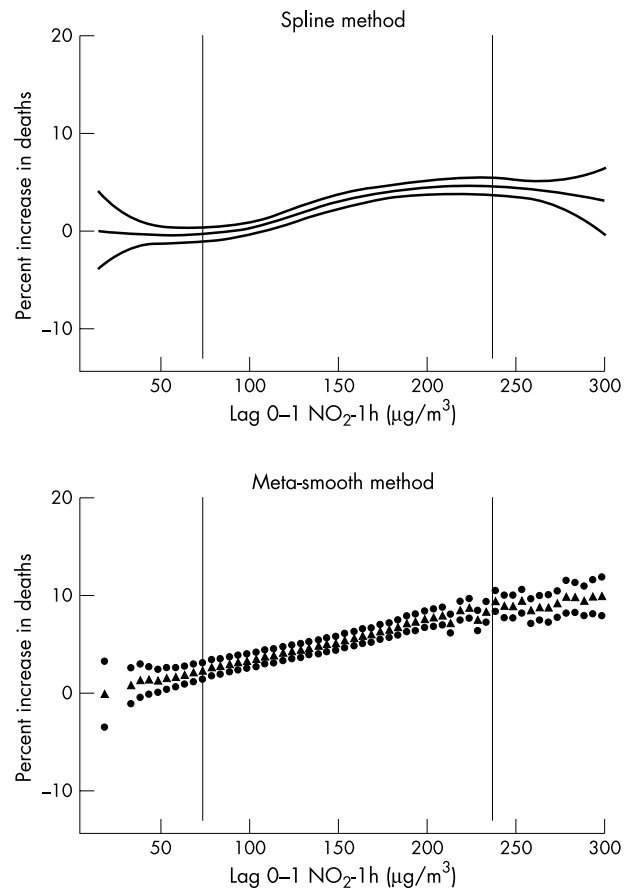 Spline method
20
10
0
–10
Percent increase in deaths
50 100 150 200 250 300
Lag 0–1 NO2-1h (μg/m3)
Meta-smooth method
20
10
0
–10
Percent increase in deaths
50 100 150 200 250 300
Lag 0–1 NO2-1h (μg/m3)